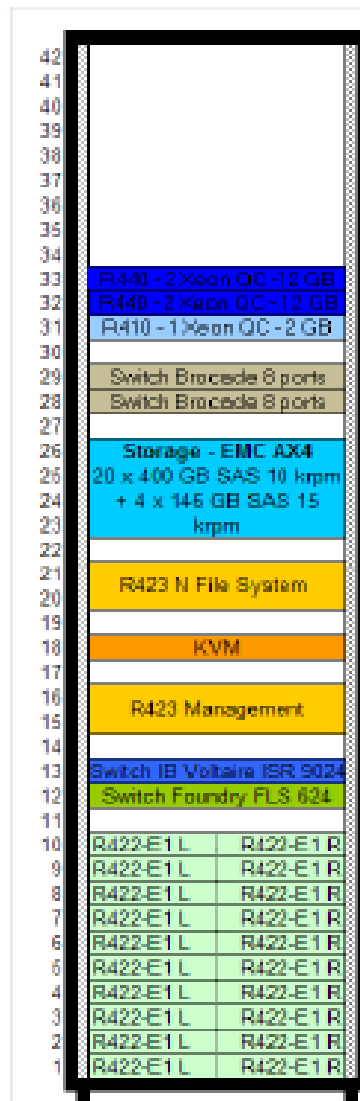 42
41
40
39
38
37
36
35
34
33 R440 - 2 Xeon QC - 12 GB
32 R440 - 2 Xeon QC - 12 GB
31 R410 - 1 Xeon QC - 2 GB
30
29 Switch Brocade 8 ports
28 Switch Brocade 8 ports
27
26 Storage - EMC AX4
25 20 x 400 GB SAS 10 krpm
24 + 4 x 146 GB SAS 15
23 krpm
22
21
R423 N File System
20
19
18 KVM
17
16
R423 Management
15
14
13 Switch IB Voltaire ISR 9024
12 Switch Foundry FLS 624
11
10 R422-E1 L R422-E1 R
9 R422-E1 L R422-E1 R
8 R422-E1 L R422-E1 R
7 R422-E1 L R422-E1 R
6 R422-E1 L R422-E1 R
5 R422-E1 L R422-E1 R
4 R422-E1 L R422-E1 R
3 R422-E1 L R422-E1 R
2 R422-E1 L R422-E1 R
1 R422-E1 L R422-E1 R